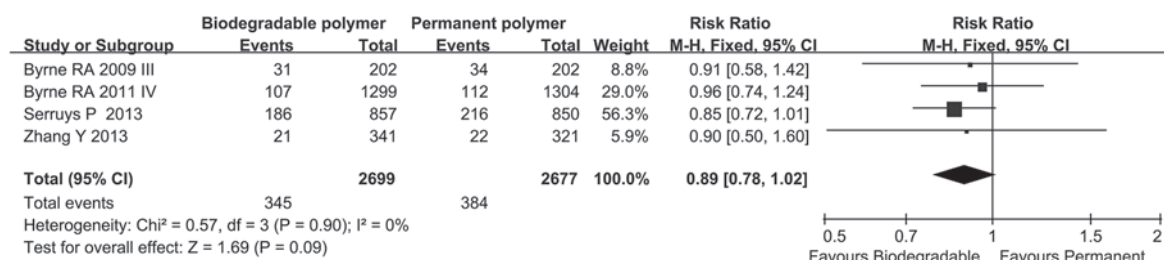 Biodegradable polymer Permanent polymer Risk Ratio Risk Ratio
Study or Subgroup Events Total Events Total Weight M-H, Fixed, 95% CI M-H, Fixed, 95% CI
Byrne RA 2009 III 31 202 34 202 8.8% 0.91 [0.58, 1.42]
Byrne RA 2011 IV 107 1299 112 1304 29.0% 0.96 [0.74, 1.24]
Serruys P 2013 186 857 216 850 56.3% 0.85 [0.72, 1.01]
Zhang Y 2013 21 341 22 321 5.9% 0.90 [0.50, 1.60]
Total (95% CI) 2699 2677 100.0% 0.89 [0.78, 1.02]
Total events 345 384
Heterogeneity: Chi² = 0.57, df = 3 (P = 0.90); I² = 0%
Test for overall effect: Z = 1.69 (P = 0.09)
0.5 0.7 1 1.5 2
Favours Biodegradable Favours Permanent